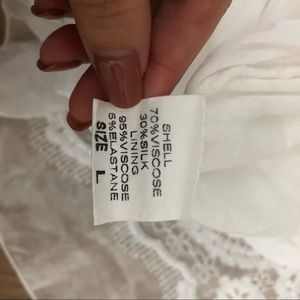 SHELL
70%VISCOSE
30%SILK
LINING
95%VISCOSE
5%ELASTANE
SIZE L